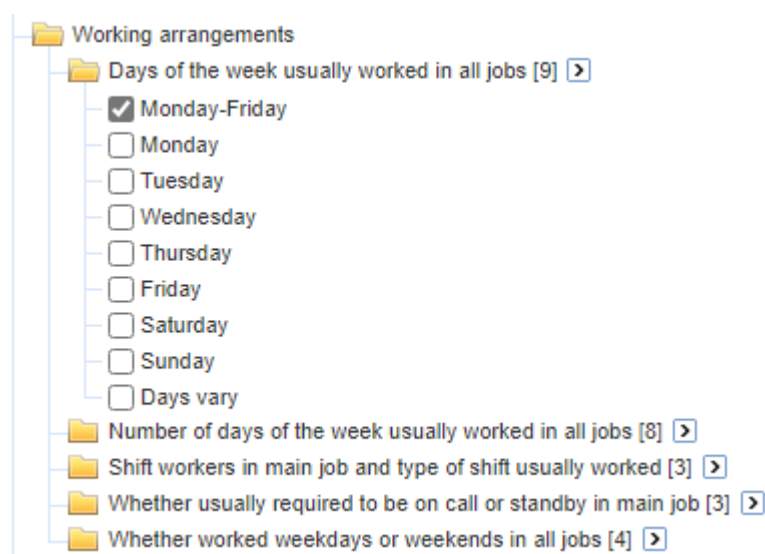 Working arrangements
Days of the week usually worked in all jobs [9]
Monday-Friday
Monday
Tuesday
Wednesday
Thursday
Friday
Saturday
Sunday
Days vary
Number of days of the week usually worked in all jobs [8]
Shift workers in main job and type of shift usually worked [3]
Whether usually required to be on call or standby in main job [3]
Whether worked weekdays or weekends in all jobs [4]